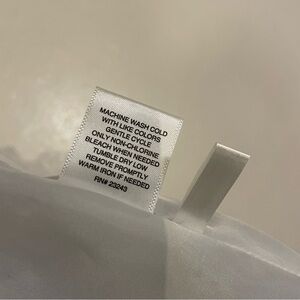 MACHINE WASH COLD
WITH LIKE COLORS
GENTLE CYCLE
ONLY NON-CHLORINE
BLEACH WHEN NEEDED
TUMBLE DRY LOW
REMOVE PROMPTLY
WARM IRON IF NEEDED
RN# 23243